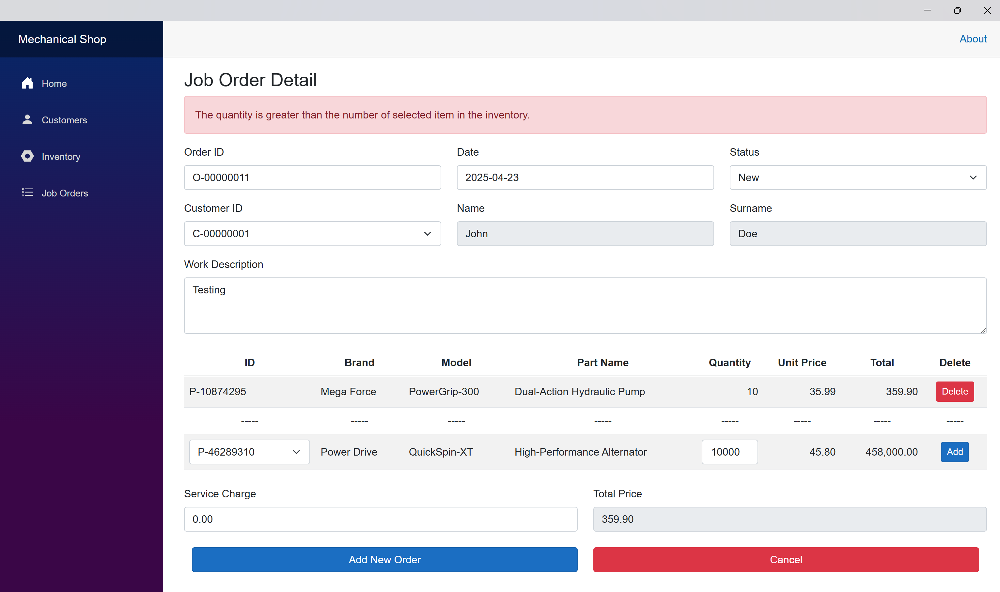 Mechanical Shop
About
Home
Customers
Inventory
Job Orders
Job Order Detail
The quantity is greater than the number of selected item in the inventory.
Order ID Date Status
O-00000011 2025-04-23 New
Customer ID Name Surname
C-00000001 John Doe
Work Description
Testing
ID Brand Model Part Name Quantity Unit Price Total Delete
P-10874295 Mega Force PowerGrip-300 Dual-Action Hydraulic Pump 10 35.99 359.90 Delete
----- ----- ----- ----- ----- ----- ----- -----
P-46289310 Power Drive QuickSpin-XT High-Performance Alternator 10000 45.80 458,000.00 Add
Service Charge Total Price
0.00 359.90
Add New Order Cancel